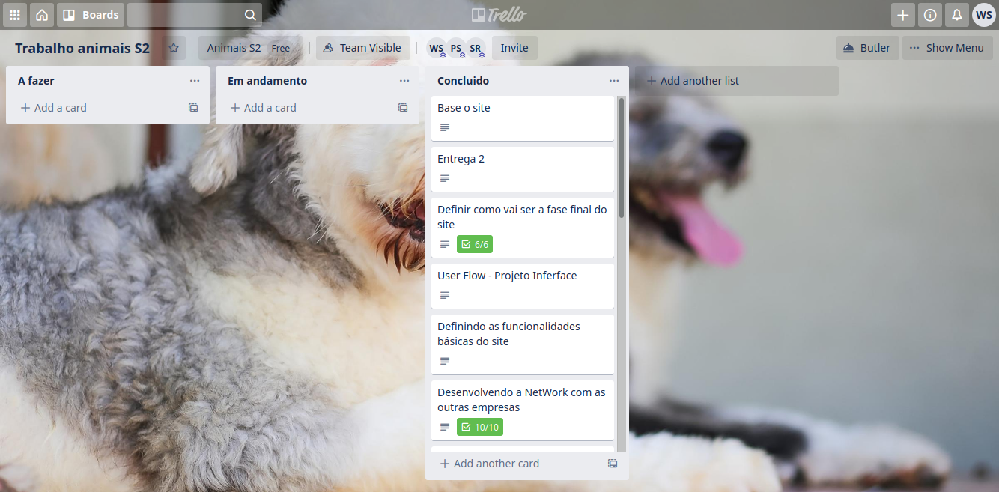 Boards
Trello
WS
Trabalho animais S2
Animais S2 Free
Team Visible
WS PS SR
Invite
Butler
··· Show Menu
A fazer ···
+ Add a card
Em andamento ···
+ Add a card
Concluido ···
Base o site
Entrega 2
Definir como vai ser a fase final do
site
6/6
User Flow - Projeto Inferface
Definindo as funcionalidades
básicas do site
Desenvolvendo a NetWork com as
outras empresas
10/10
+ Add another card
+ Add another list